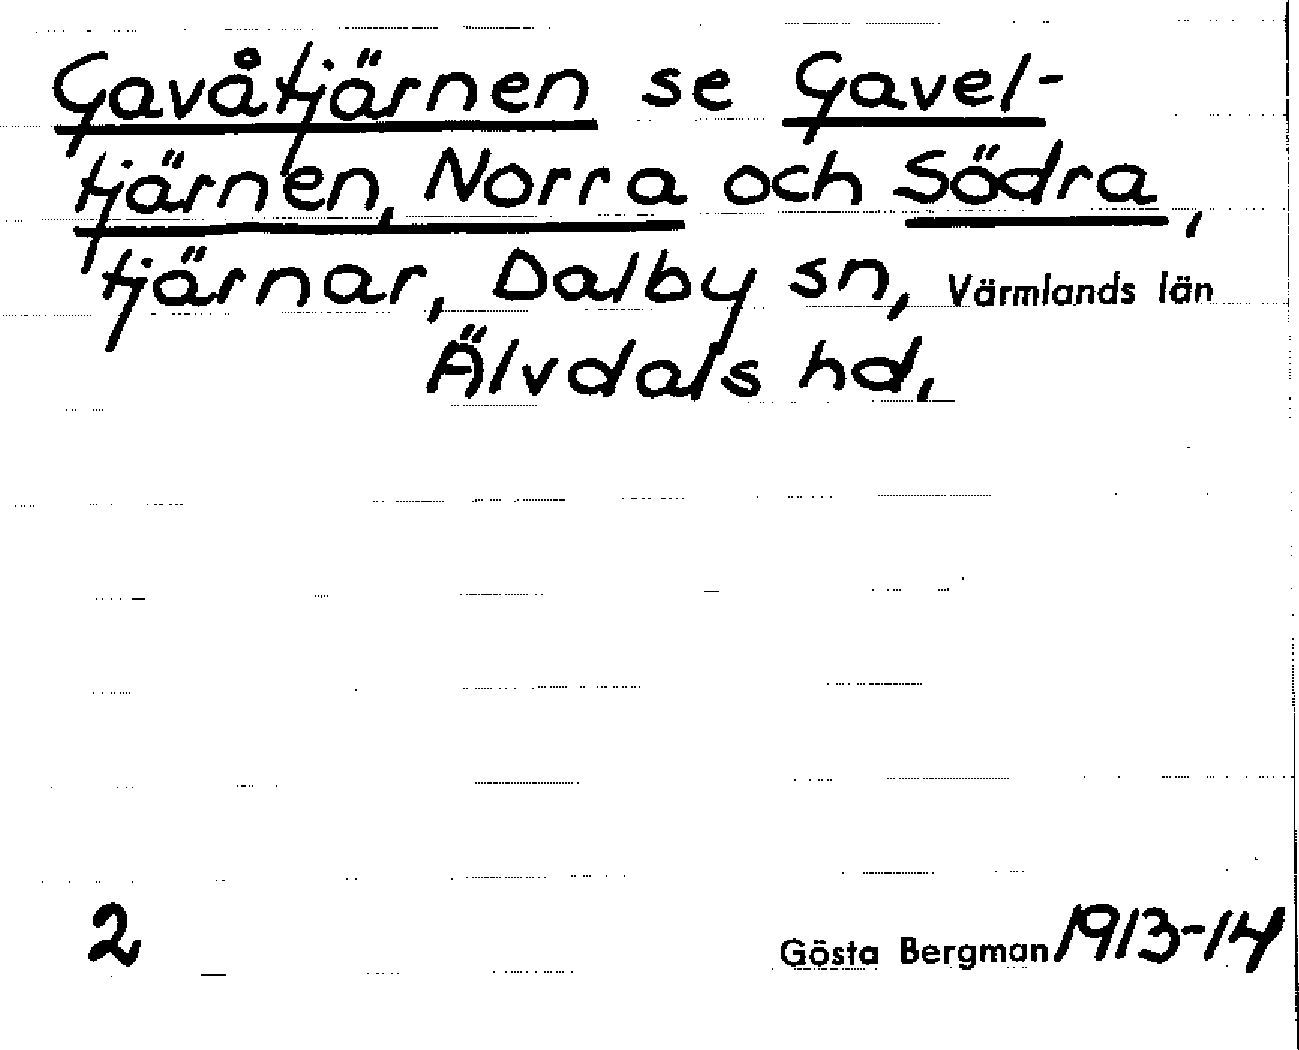 Gavåtjärnen se Gavel-
tjärnen, Norra och Södra,
tjärnar, Dalby sn, Värmlands län
Älvdals hd,
2
Gösta Bergman 1913-14